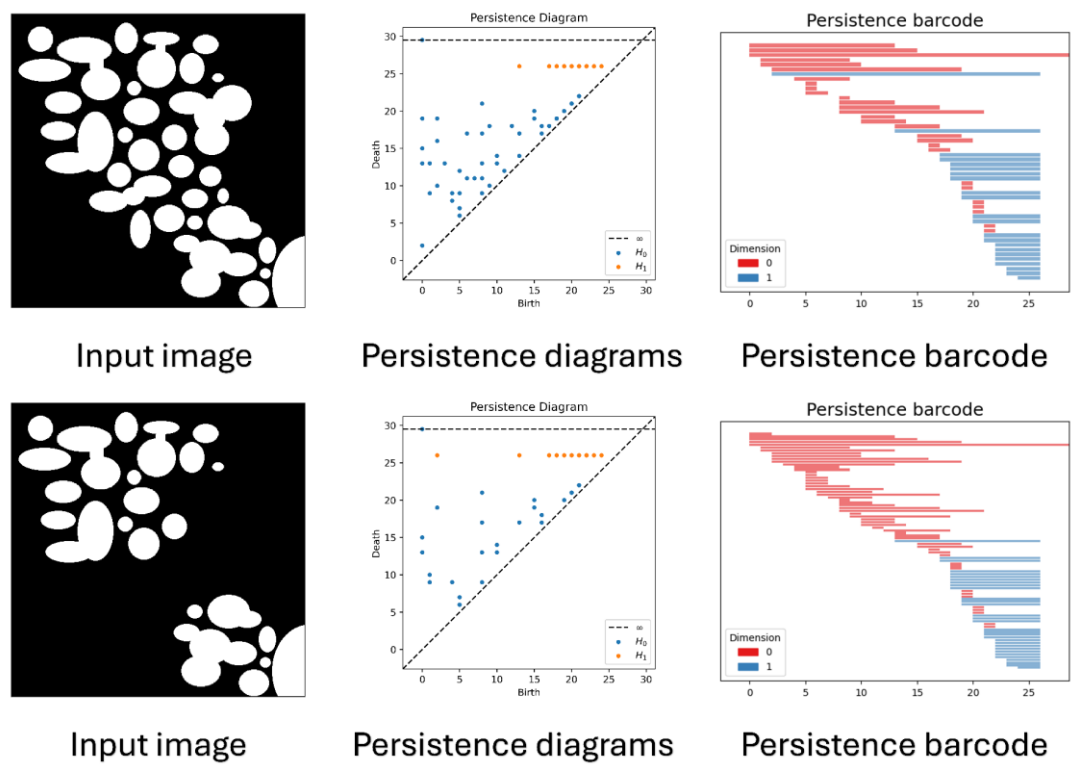 Persistence Diagram
Persistence barcode
30
25
20
15
10
5
0
Death
∞
H₀
H₁
0 5 10 15 20 25 30
Birth
Dimension
0
1
0 5 10 15 20 25
Input image
Persistence diagrams
Persistence barcode
Persistence Diagram
Persistence barcode
30
25
20
15
10
5
0
Death
∞
H₀
H₁
0 5 10 15 20 25 30
Birth
Dimension
0
1
0 5 10 15 20 25
Input image
Persistence diagrams
Persistence barcode